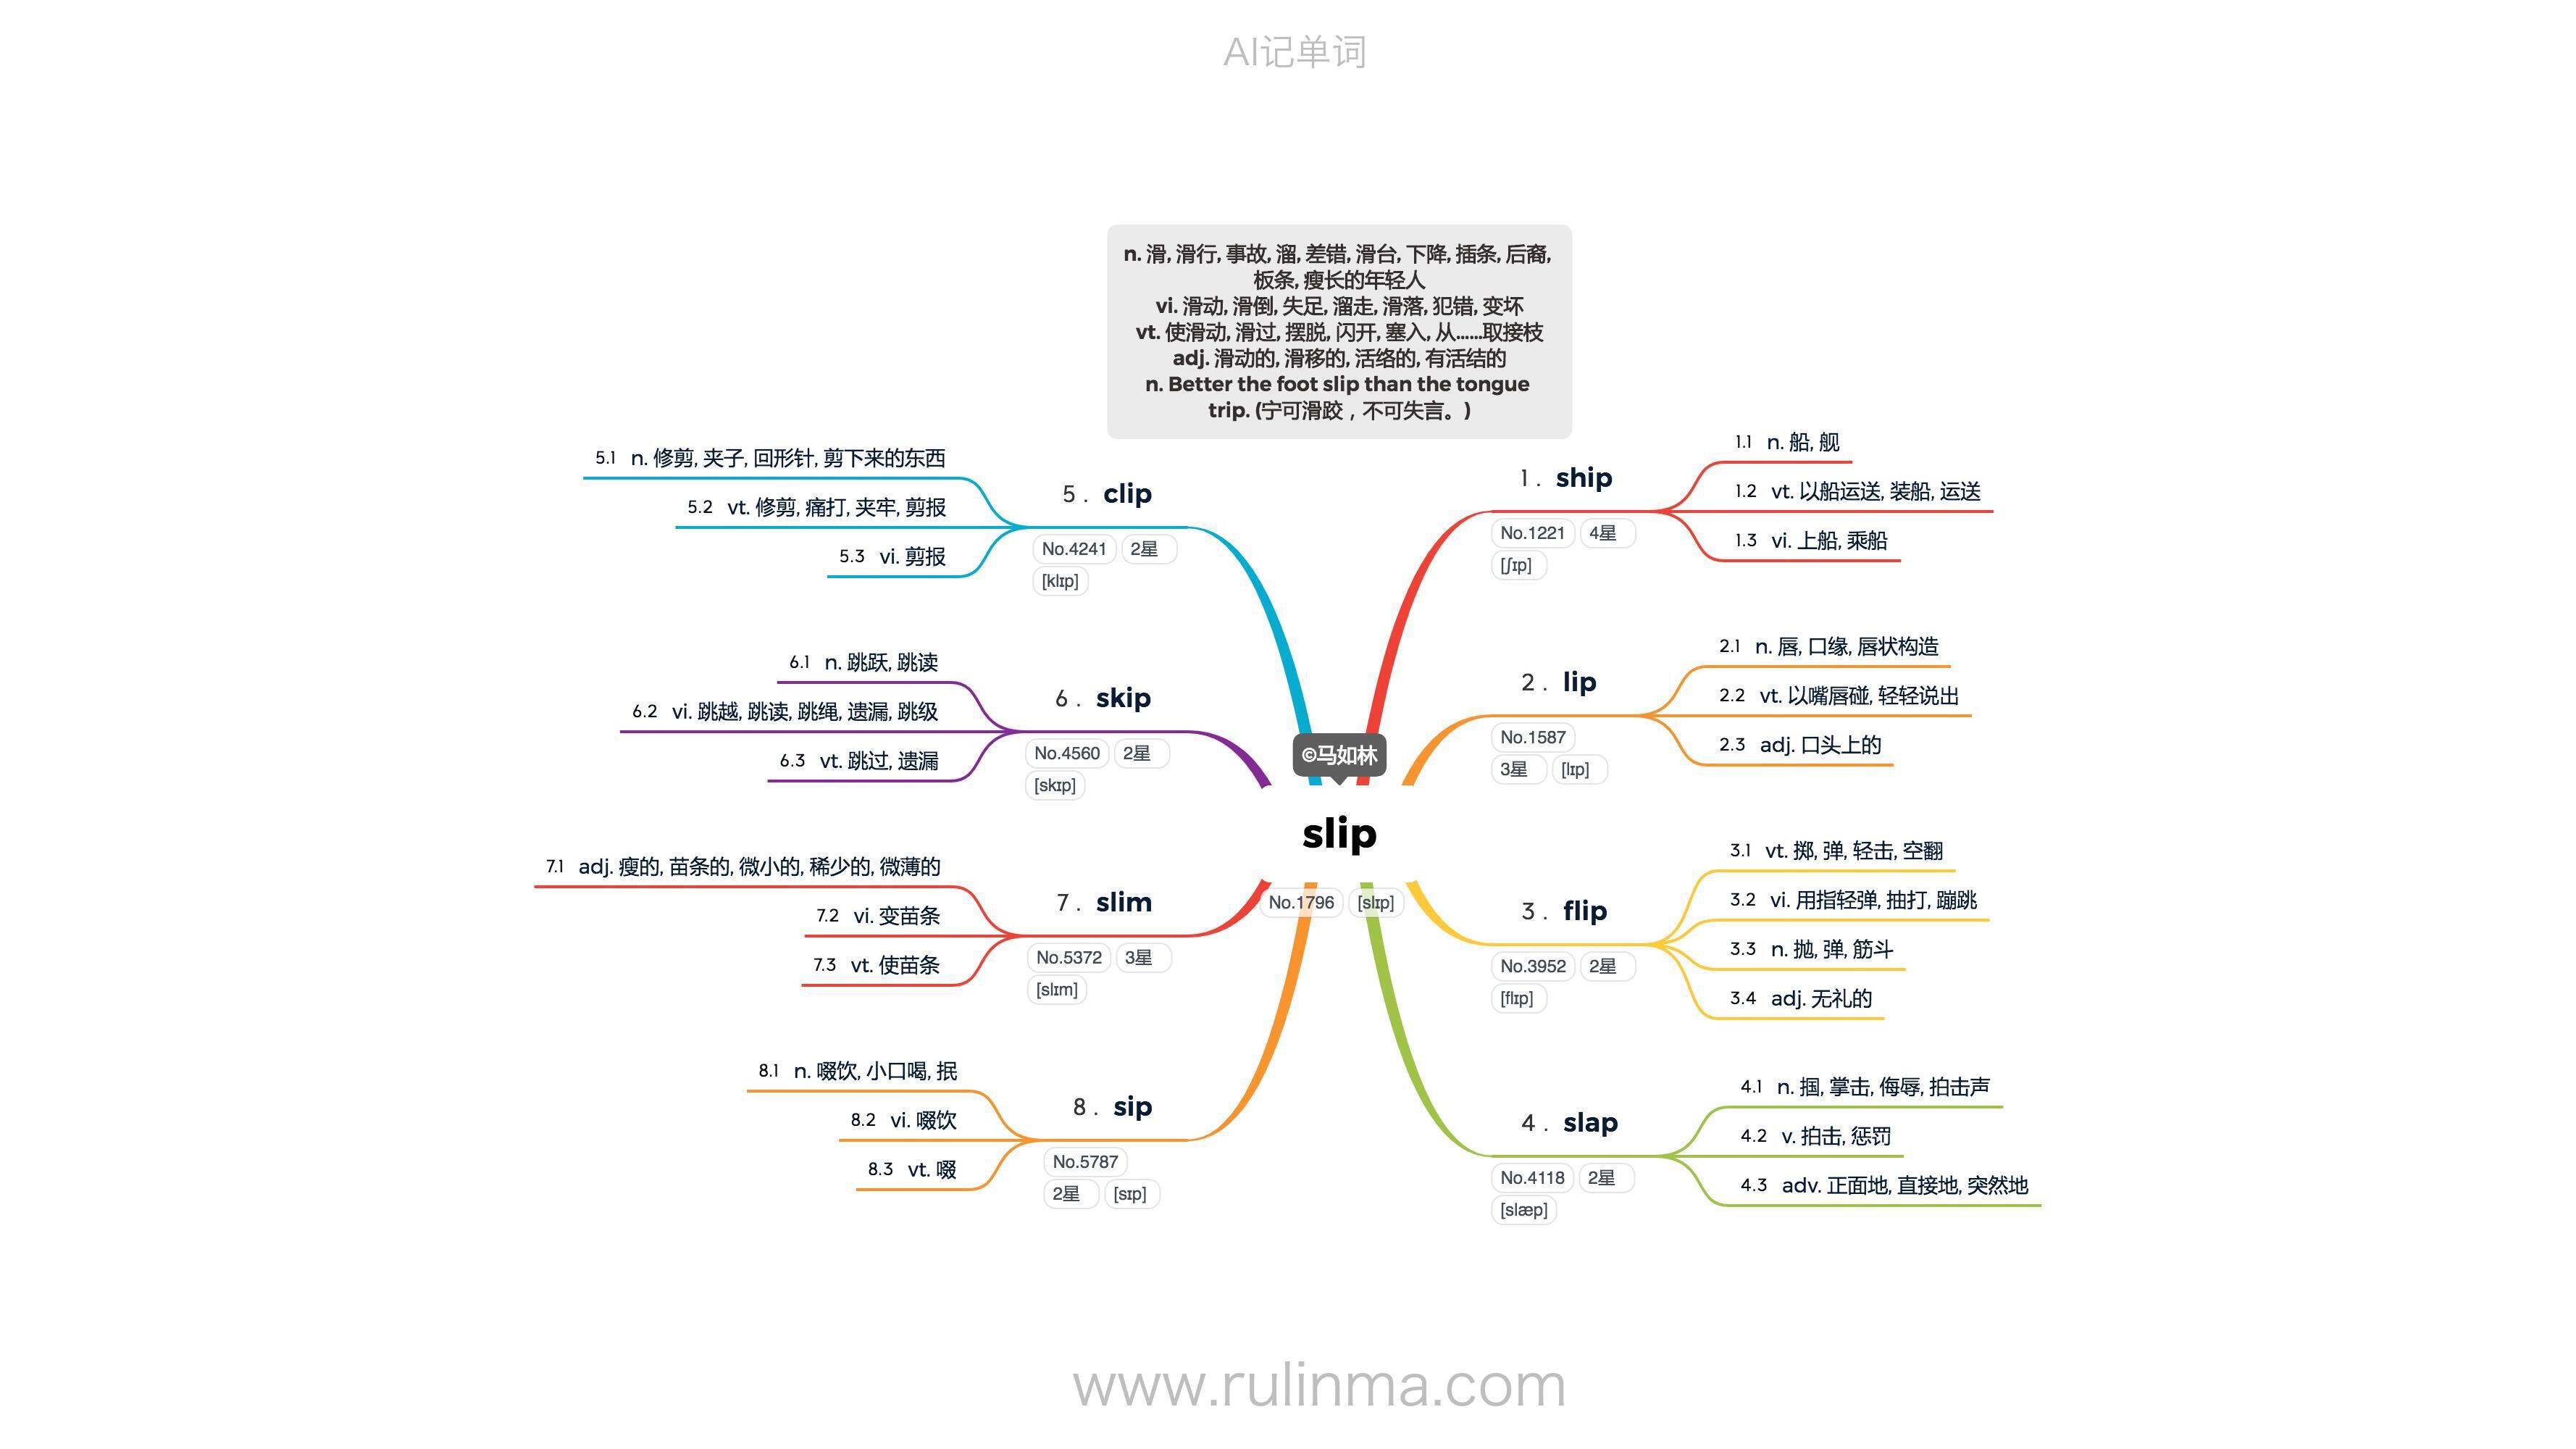 AI记单词
n. 滑, 滑行, 事故, 溜, 差错, 滑台, 下降, 插条, 后裔,
板条, 瘦长的年轻人
vi. 滑动, 滑倒, 失足, 溜走, 滑落, 犯错, 变坏
vt. 使滑动, 滑过, 摆脱, 闪开, 塞入, 从……取接枝
adj. 滑动的, 滑移的, 活络的, 有活结的
n. Better the foot slip than the tongue
trip. (宁可滑跤，不可失言。)
©马如林
slip
No.1796 [slɪp]
1. ship
No.1221 4星
[ʃɪp]
1.1 n. 船, 舰
1.2 vt. 以船运送, 装船, 运送
1.3 vi. 上船, 乘船
2. lip
No.1587
3星 [lɪp]
2.1 n. 唇, 口缘, 唇状构造
2.2 vt. 以嘴唇碰, 轻轻说出
2.3 adj. 口头上的
3. flip
No.3952 2星
[flɪp]
3.1 vt. 掷, 弹, 轻击, 空翻
3.2 vi. 用指轻弹, 抽打, 蹦跳
3.3 n. 抛, 弹, 筋斗
3.4 adj. 无礼的
4. slap
No.4118 2星
[slæp]
4.1 n. 掴, 掌击, 侮辱, 拍击声
4.2 v. 拍击, 惩罚
4.3 adv. 正面地, 直接地, 突然地
5. clip
No.4241 2星
[klɪp]
5.1 n. 修剪, 夹子, 回形针, 剪下来的东西
5.2 vt. 修剪, 痛打, 夹牢, 剪报
5.3 vi. 剪报
6. skip
No.4560 2星
[skɪp]
6.1 n. 跳跃, 跳读
6.2 vi. 跳越, 跳读, 跳绳, 遗漏, 跳级
6.3 vt. 跳过, 遗漏
7. slim
No.5372 3星
[slɪm]
7.1 adj. 瘦的, 苗条的, 微小的, 稀少的, 微薄的
7.2 vi. 变苗条
7.3 vt. 使苗条
8. sip
No.5787
2星 [sɪp]
8.1 n. 啜饮, 小口喝, 抿
8.2 vi. 啜饮
8.3 vt. 啜
www.rulinma.com